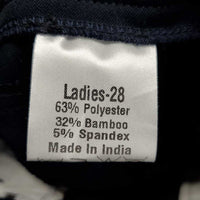 Ladies-28
63% Polyester
32% Bamboo
5% Spandex
Made In India